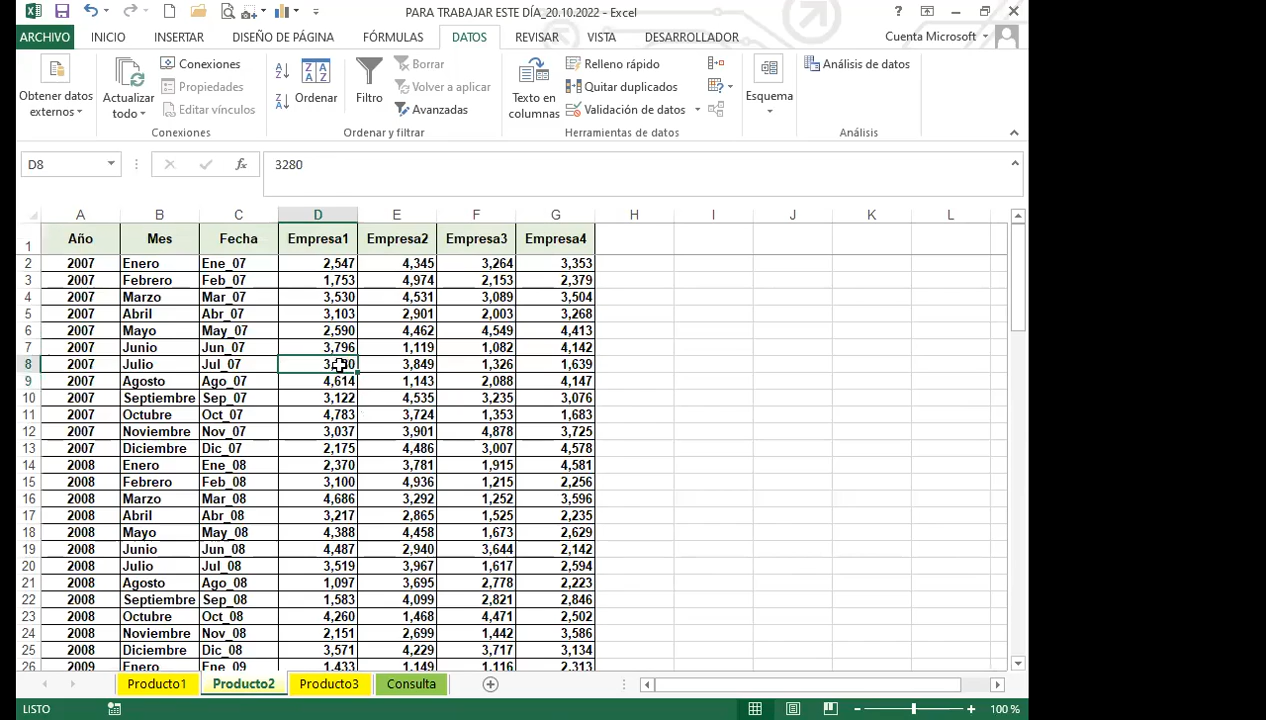 PARA TRABAJAR ESTE DÍA_20.10.2022 - Excel
ARCHIVO INICIO INSERTAR DISEÑO DE PÁGINA FÓRMULAS DATOS REVISAR VISTA DESARROLLADOR Cuenta Microsoft
Obtener datos externos
Actualizar todo
Conexiones
Propiedades
Editar vínculos
Conexiones
Ordenar
Filtro
Borrar
Volver a aplicar
Avanzadas
Ordenar y filtrar
Texto en columnas
Relleno rápido
Quitar duplicados
Validación de datos
Herramientas de datos
Esquema
Análisis de datos
Análisis
D8 fx 3280
A B C D E F G H I J K L
1 Año Mes Fecha Empresa1 Empresa2 Empresa3 Empresa4
2 2007 Enero Ene_07 2,547 4,345 3,264 3,353
3 2007 Febrero Feb_07 1,753 4,974 2,153 2,379
4 2007 Marzo Mar_07 3,530 4,531 3,089 3,504
5 2007 Abril Abr_07 3,103 2,901 2,003 3,268
6 2007 Mayo May_07 2,590 4,462 4,549 4,413
7 2007 Junio Jun_07 3,796 1,119 1,082 4,142
8 2007 Julio Jul_07 3,849 1,326 1,639
9 2007 Agosto Ago_07 4,614 1,143 2,088 4,147
10 2007 Septiembre Sep_07 3,122 4,535 3,235 3,076
11 2007 Octubre Oct_07 4,783 3,724 1,353 1,683
12 2007 Noviembre Nov_07 3,037 3,901 4,878 3,725
13 2007 Diciembre Dic_07 2,175 4,486 3,007 4,578
14 2008 Enero Ene_08 2,370 3,781 1,915 4,581
15 2008 Febrero Feb_08 3,100 4,936 1,215 2,256
16 2008 Marzo Mar_08 4,686 3,292 1,252 3,596
17 2008 Abril Abr_08 3,217 2,865 1,525 2,235
18 2008 Mayo May_08 4,388 4,458 1,673 2,629
19 2008 Junio Jun_08 4,487 2,940 3,644 2,142
20 2008 Julio Jul_08 3,519 3,967 1,617 2,594
21 2008 Agosto Ago_08 1,097 3,695 2,778 2,223
22 2008 Septiembre Sep_08 1,583 4,099 2,821 2,846
23 2008 Octubre Oct_08 4,260 1,468 4,471 2,502
24 2008 Noviembre Nov_08 2,151 2,699 1,442 3,586
25 2008 Diciembre Dic_08 3,571 4,229 3,717 3,134
26 2009 Enero Ene_09 1,433 1,149 1,116 2,313
Producto1 Producto2 Producto3 Consulta
LISTO 100 %